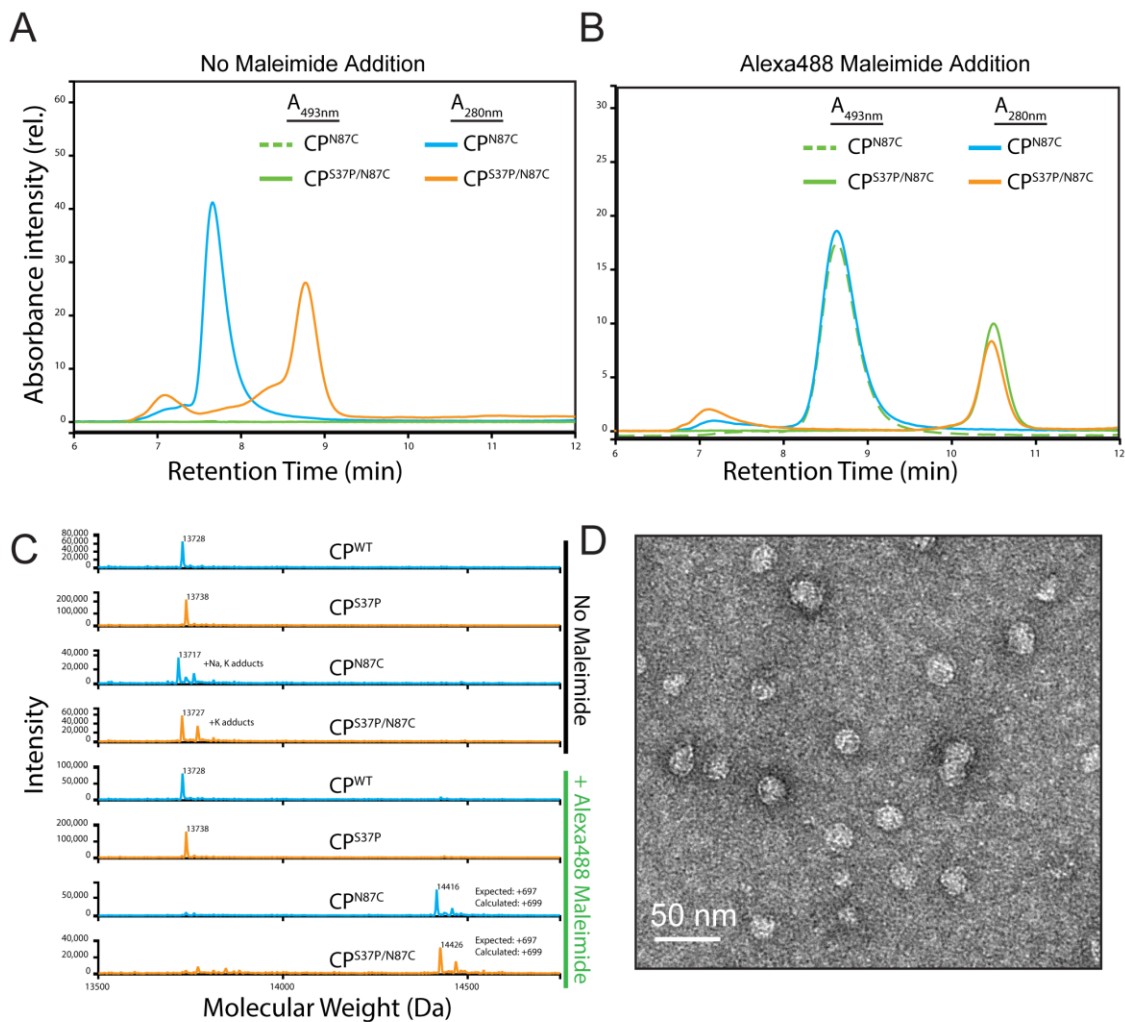 A
No Maleimide Addition
Absorbance intensity (rel.)
60
50
40
30
20
10
0
A493nm A280nm
CPN87C CPN87C
CPS37P/N87C CPS37P/N87C
6 7 8 9 10 11 12
Retention Time (min)
B
Alexa488 Maleimide Addition
30
25
20
15
10
5
0
A493nm A280nm
CPN87C CPN87C
CPS37P/N87C CPS37P/N87C
6 7 8 9 10 11 12
Retention Time (min)
C
Intensity
80,000
60,000
40,000
20,000
0
13728
CPWT
200,000
100,000
0
13738
CPS37P
40,000
20,000
0
13717
+Na, K adducts
CPN87C
60,000
40,000
20,000
0
13727
+K adducts
CPS37P/N87C
No Maleimide
100,000
50,000
0
13728
CPWT
200,000
100,000
0
13738
CPS37P
50,000
0
CPN87C
14416
Expected: +697
Calculated: +699
40,000
20,000
0
CPS37P/N87C
14426
Expected: +697
Calculated: +699
+ Alexa488 Maleimide
13500 14000 14500
Molecular Weight (Da)
D
50 nm